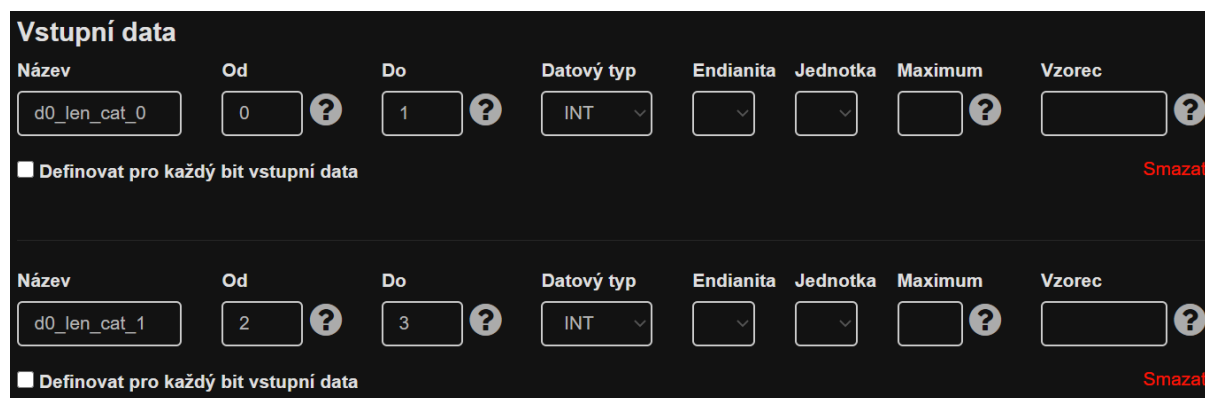 Vstupní data
Název Od Do Datový typ Endianita Jednotka Maximum Vzorec
d0_len_cat_0 0 ? 1 ? INT ? ?
Definovat pro každý bit vstupní data Smazat
Název Od Do Datový typ Endianita Jednotka Maximum Vzorec
d0_len_cat_1 2 ? 3 ? INT ? ?
Definovat pro každý bit vstupní data Smazat